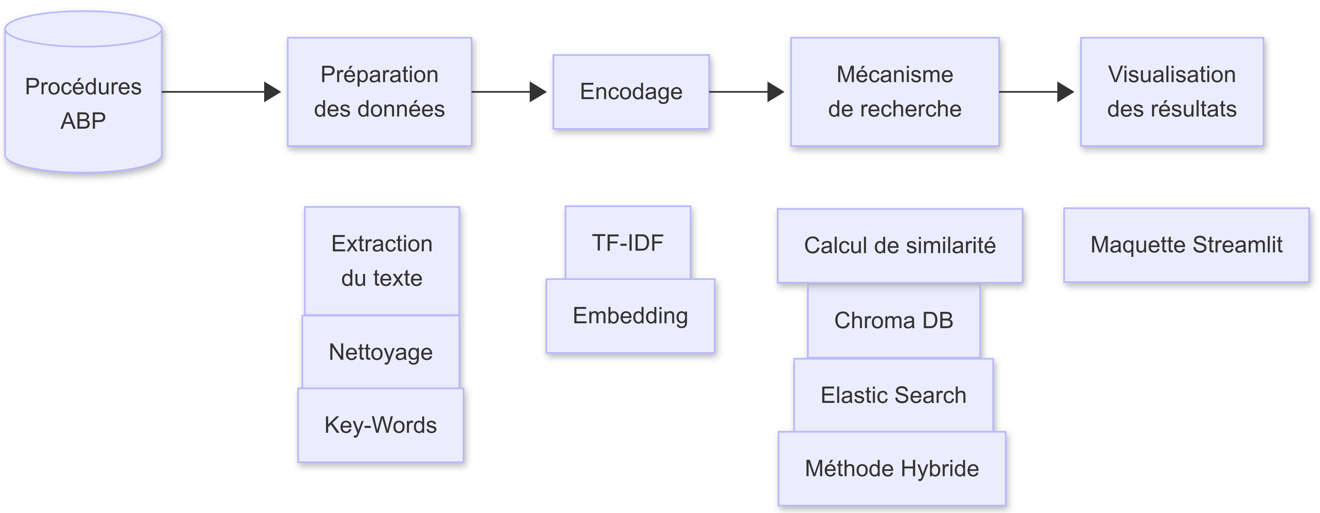 Procédures
ABP
Préparation
des données
Encodage
Mécanisme
de recherche
Visualisation
des résultats
Extraction
du texte
Nettoyage
Key-Words
TF-IDF
Embedding
Calcul de similarité
Chroma DB
Elastic Search
Méthode Hybride
Maquette Streamlit